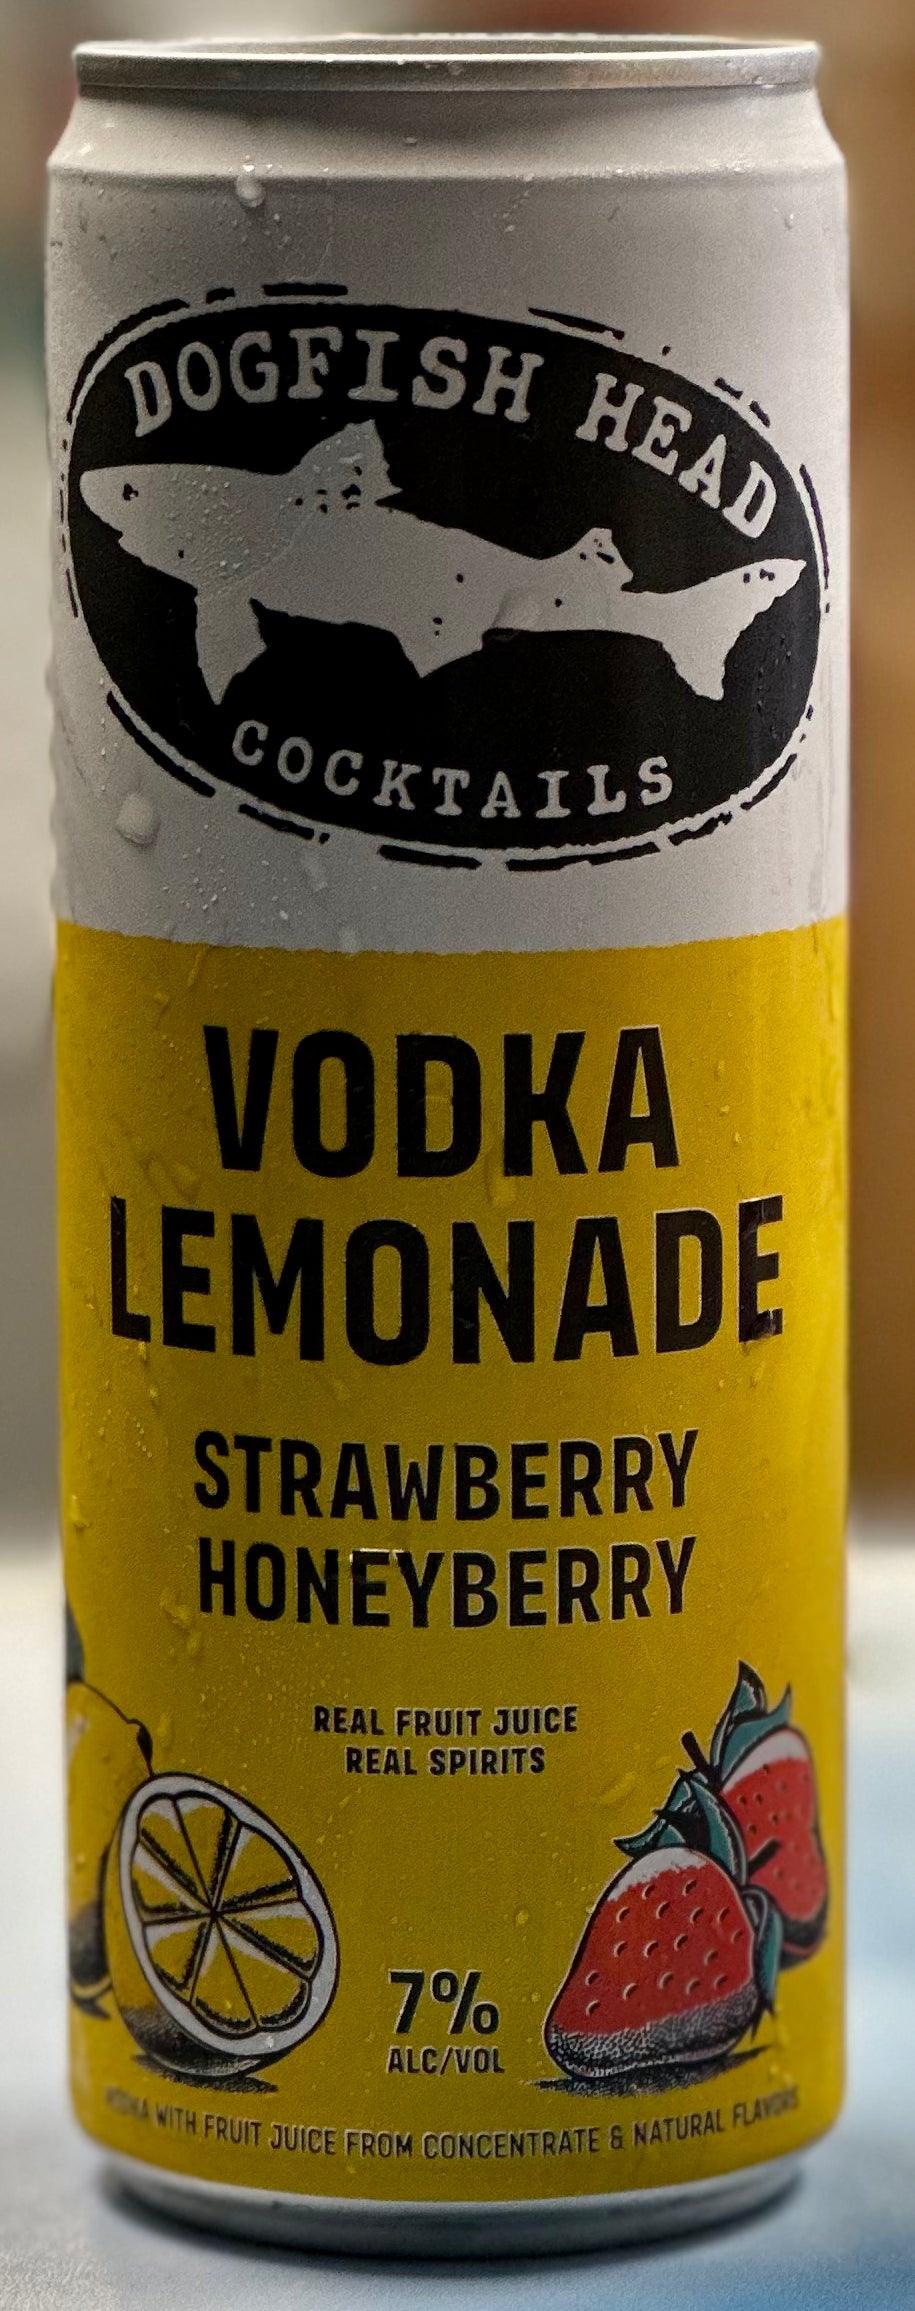 DOGFISH HEAD
COCKTAILS
VODKA
LEMONADE
STRAWBERRY
HONEYBERRY
REAL FRUIT JUICE
REAL SPIRITS
7%
ALC/VOL
VODKA WITH FRUIT JUICE FROM CONCENTRATE & NATURAL FLAVORS